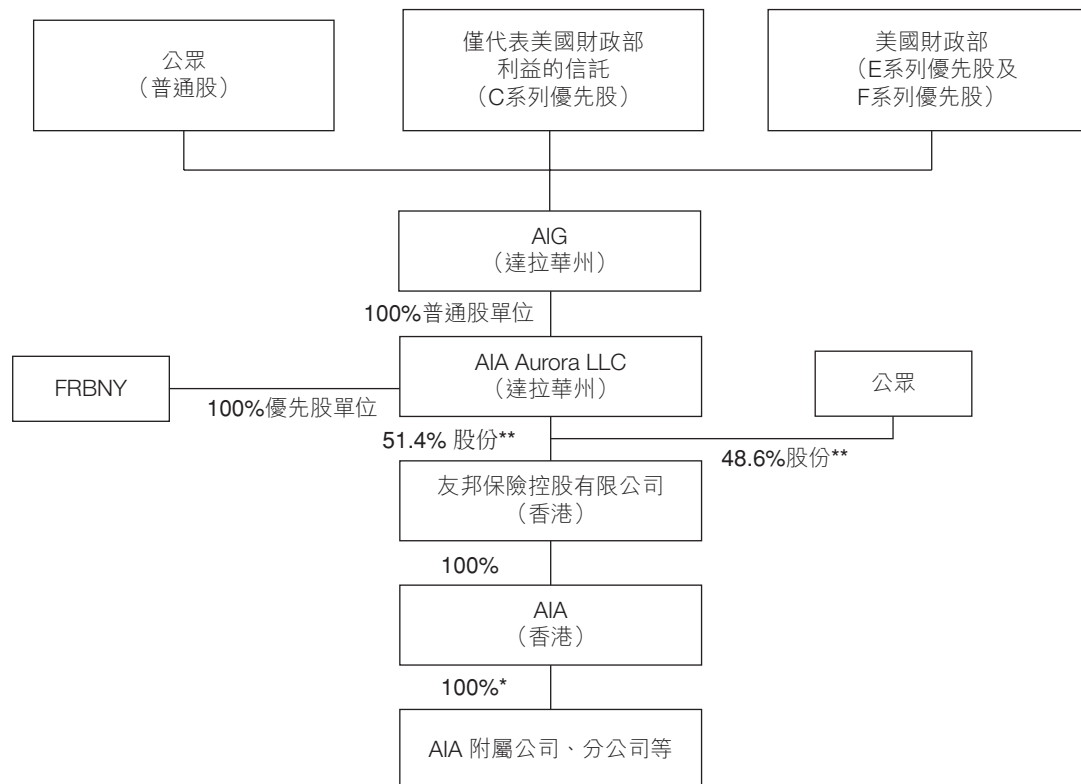 公眾
（普通股）
僅代表美國財政部
利益的信託
（C系列優先股）
美國財政部
（E系列優先股及
F系列優先股）
AIG
（達拉華州）
100%普通股單位
FRBNY
100%優先股單位
AIA Aurora LLC
（達拉華州）
公眾
51.4% 股份**
48.6%股份**
友邦保險控股有限公司
（香港）
100%
AIA
（香港）
100%*
AIA 附屬公司、分公司等